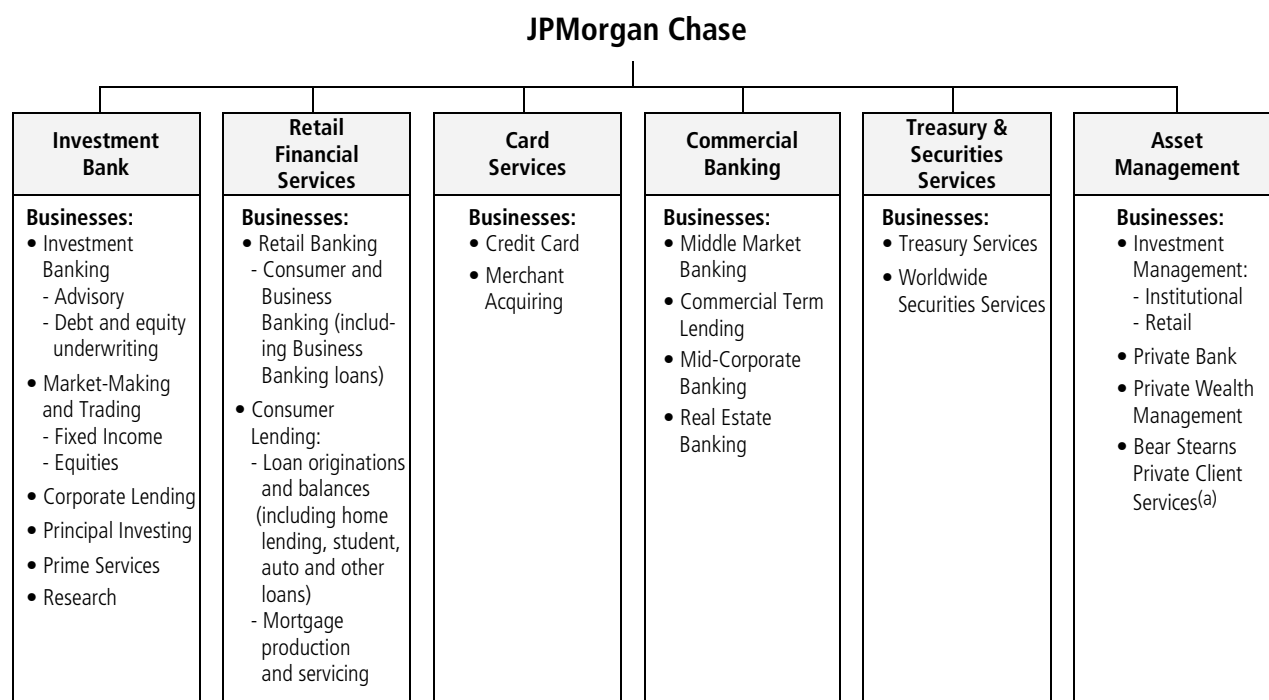 JPMorgan Chase
Investment
Bank
Businesses:
• Investment
Banking
- Advisory
- Debt and equity
underwriting
• Market-Making
and Trading
- Fixed Income
- Equities
• Corporate Lending
• Principal Investing
• Prime Services
• Research
Retail
Financial
Services
Businesses:
• Retail Banking
- Consumer and
Business
Banking (includ-
ing Business
Banking loans)
• Consumer
Lending:
- Loan originations
and balances
(including home
lending, student,
auto and other
loans)
- Mortgage
production
and servicing
Card
Services
Businesses:
• Credit Card
• Merchant
Acquiring
Commercial
Banking
Businesses:
• Middle Market
Banking
• Commercial Term
Lending
• Mid-Corporate
Banking
• Real Estate
Banking
Treasury &
Securities
Services
Businesses:
• Treasury Services
• Worldwide
Securities Services
Asset
Management
Businesses:
• Investment
Management:
- Institutional
- Retail
• Private Bank
• Private Wealth
Management
• Bear Stearns
Private Client
Services(a)